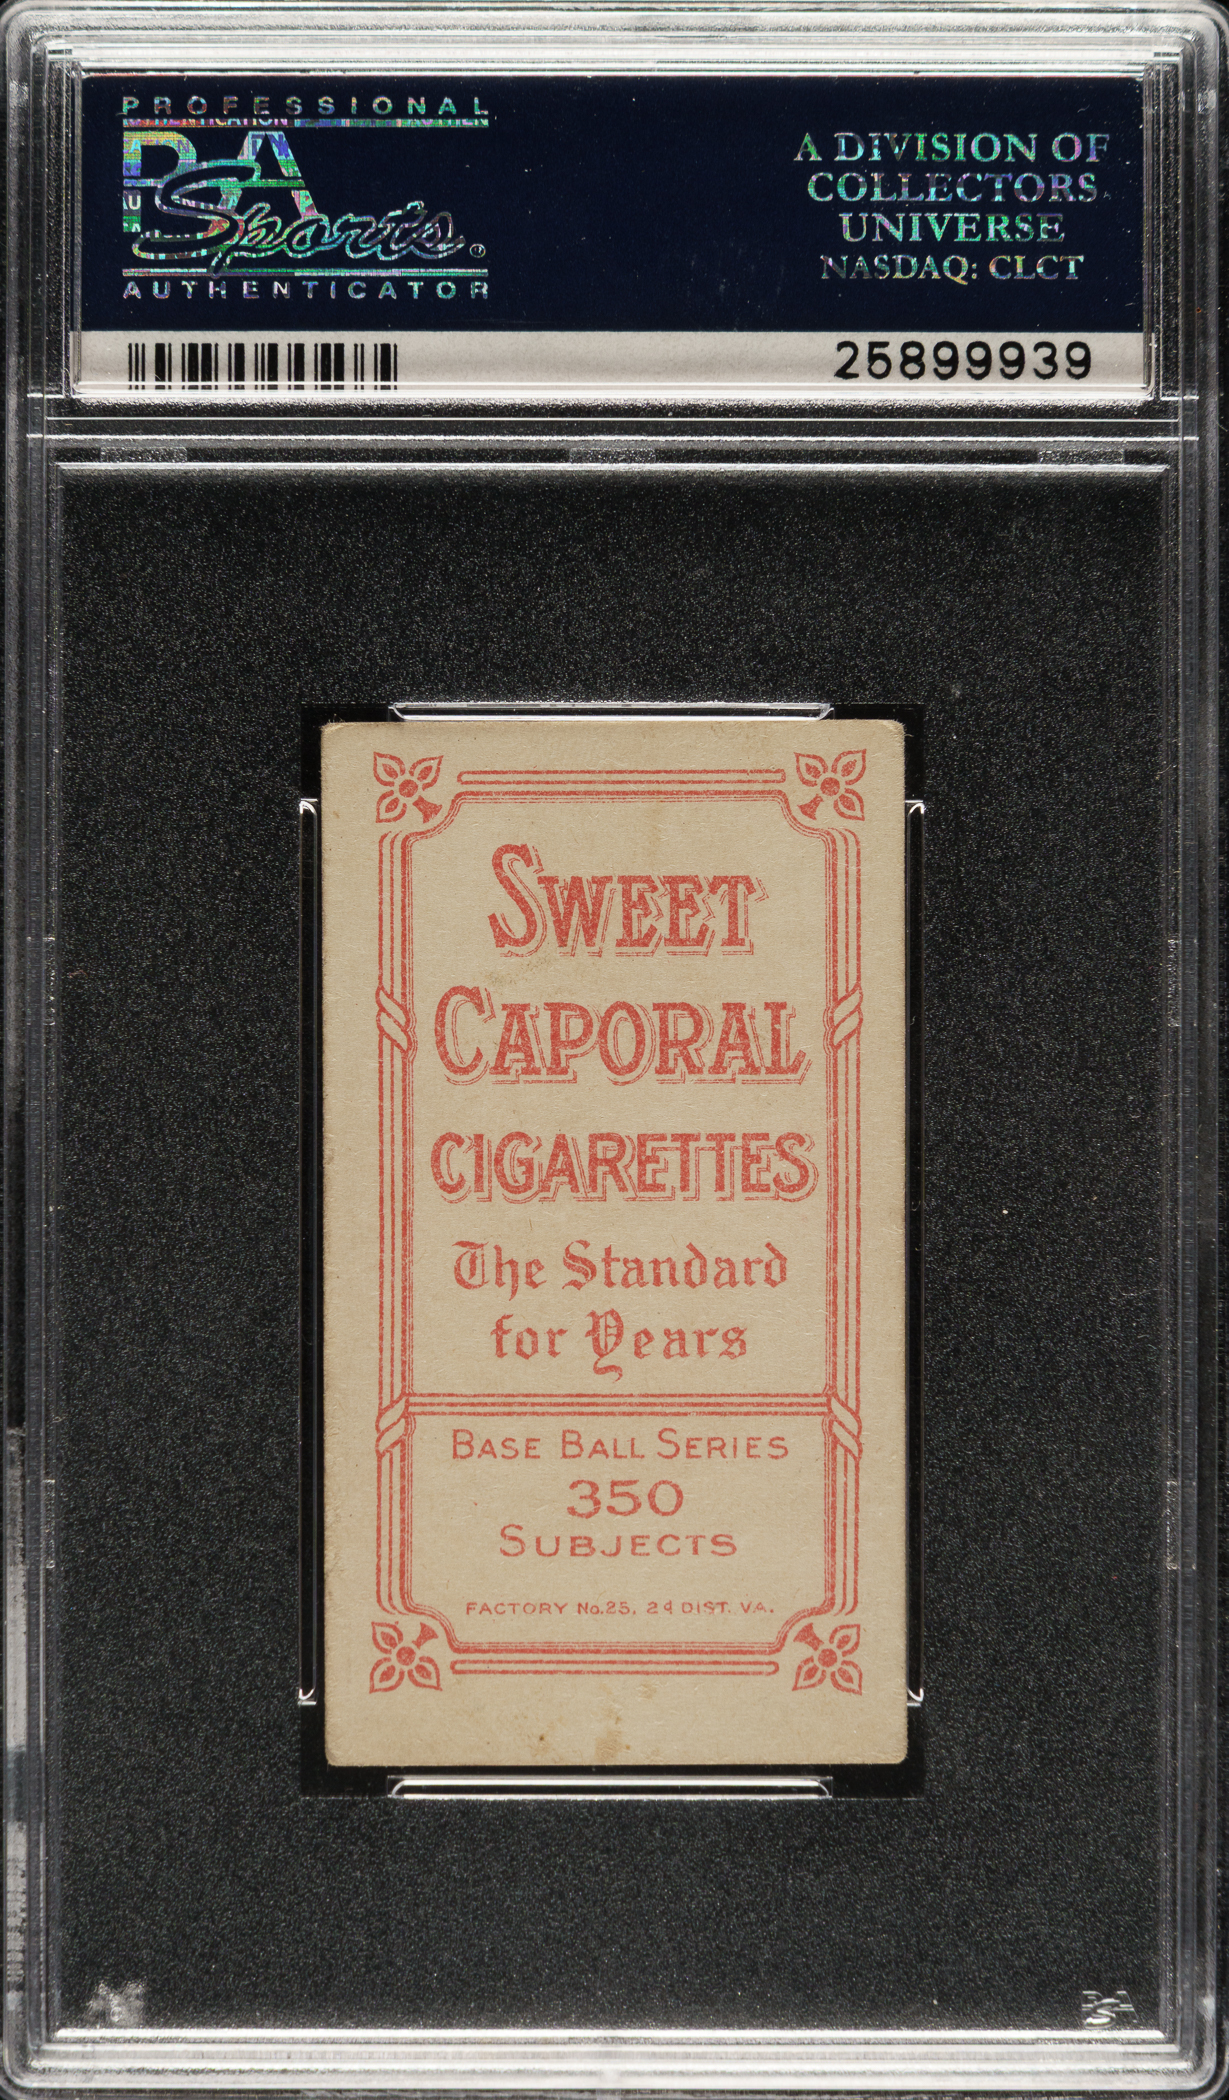 PROFESSIONAL
PSA
Sports
AUTHENTICATOR
A DIVISION OF
COLLECTORS
UNIVERSE
NASDAQ: CLCT
25899939
SWEET
CAPORAL
CIGARETTES
The Standard
for Years
BASE BALL SERIES
350
SUBJECTS
FACTORY No. 25, 2d DIST. VA.
PSA